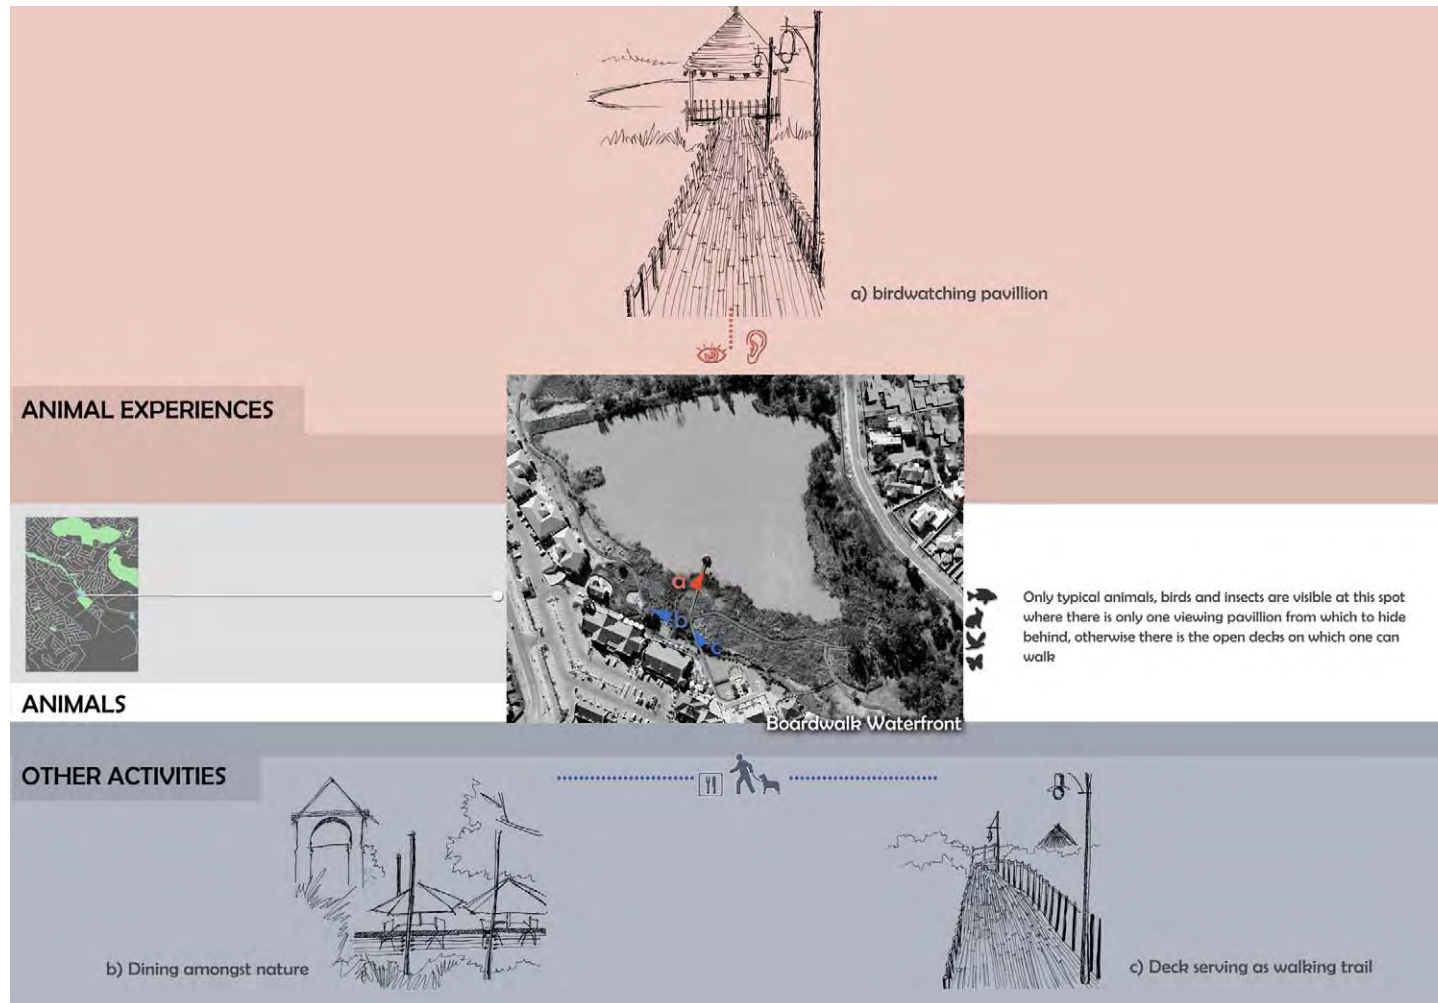 a) birdwatching pavillion
ANIMAL EXPERIENCES
a
b
c
Only typical animals, birds and insects are visible at this spot
where there is only one viewing pavillion from which to hide
behind, otherwise there is the open decks on which one can
walk
ANIMALS
Boardwalk Waterfront
OTHER ACTIVITIES
b) Dining amongst nature
c) Deck serving as walking trail